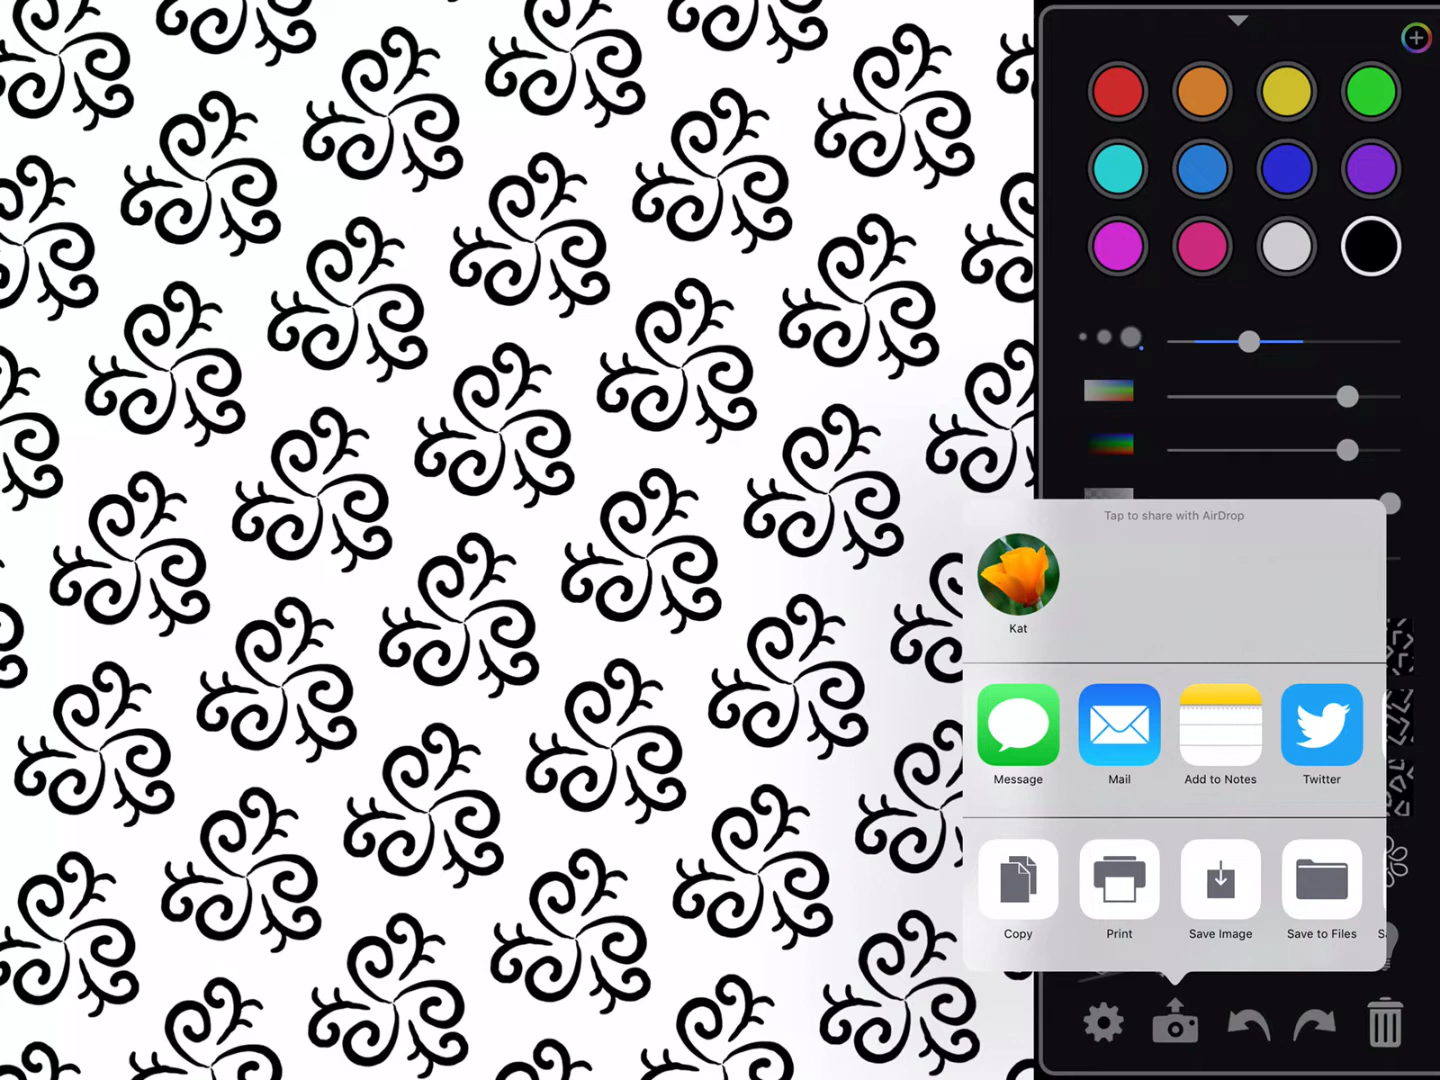 Tap to share with AirDrop
Kat
Message
Mail
Add to Notes
Twitter
Copy
Print
Save Image
Save to Files